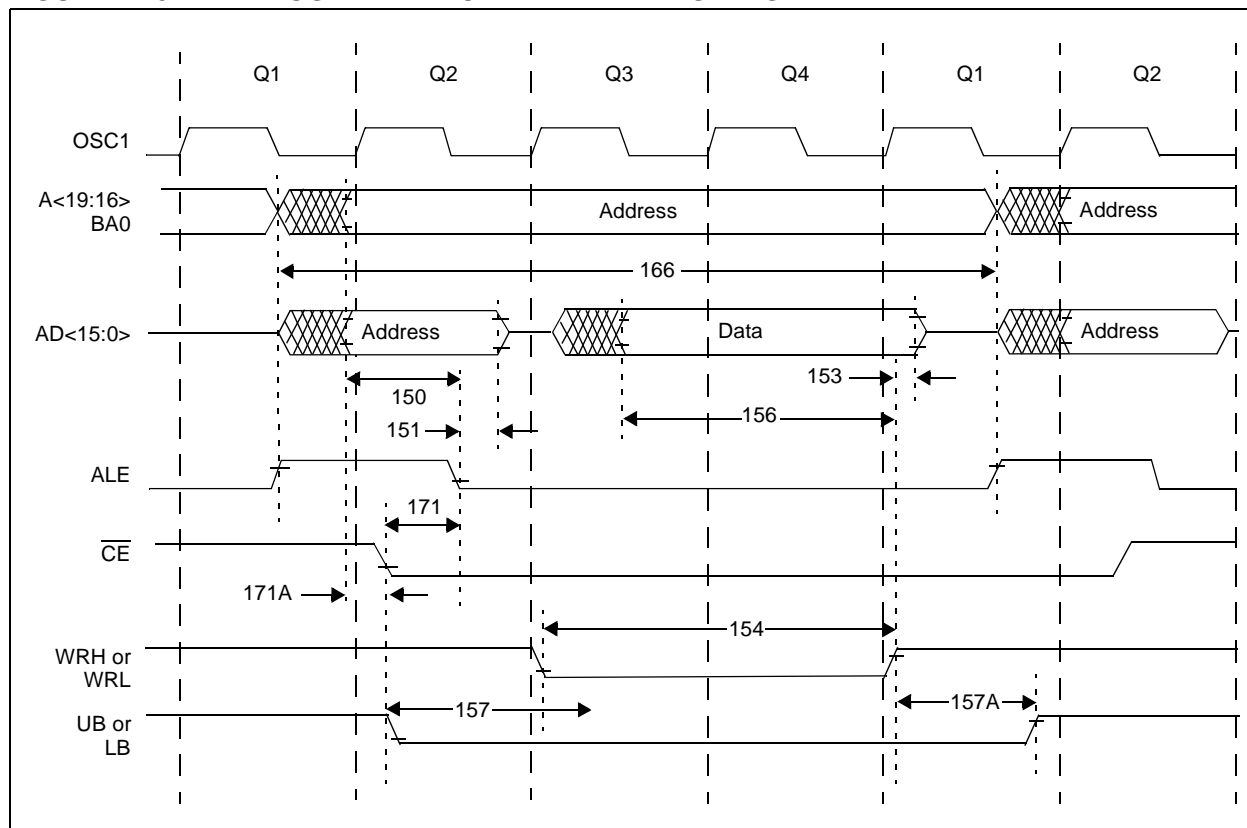 Q1 Q2 Q3 Q4 Q1 Q2
OSC1
A<19:16>
BA0
Address Address
166
AD<15:0>
Address Data Address
153
150
156
151
ALE
171
CE
171A
154
WRH or
WRL
157 157A
UB or
LB